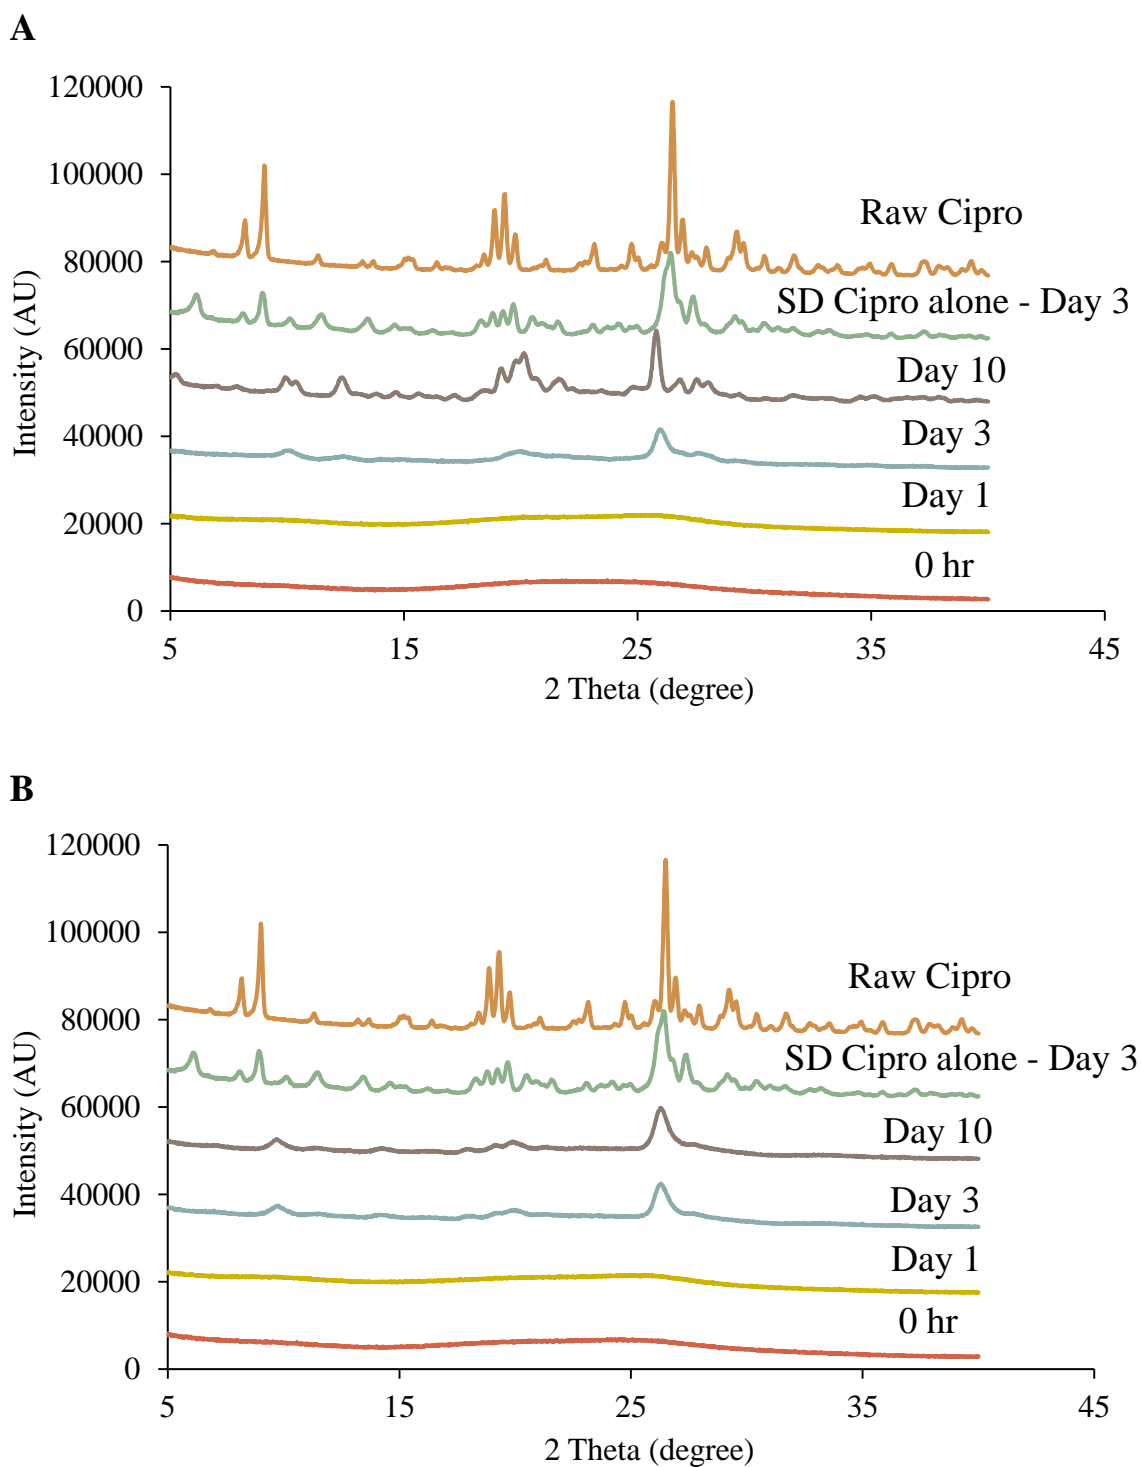 A
120000
100000
80000
60000
40000
20000
0
Intensity (AU)
Raw Cipro
SD Cipro alone - Day 3
Day 10
Day 3
Day 1
0 hr
5 15 25 35 45
2 Theta (degree)
B
120000
100000
80000
60000
40000
20000
0
Intensity (AU)
Raw Cipro
SD Cipro alone - Day 3
Day 10
Day 3
Day 1
0 hr
5 15 25 35 45
2 Theta (degree)